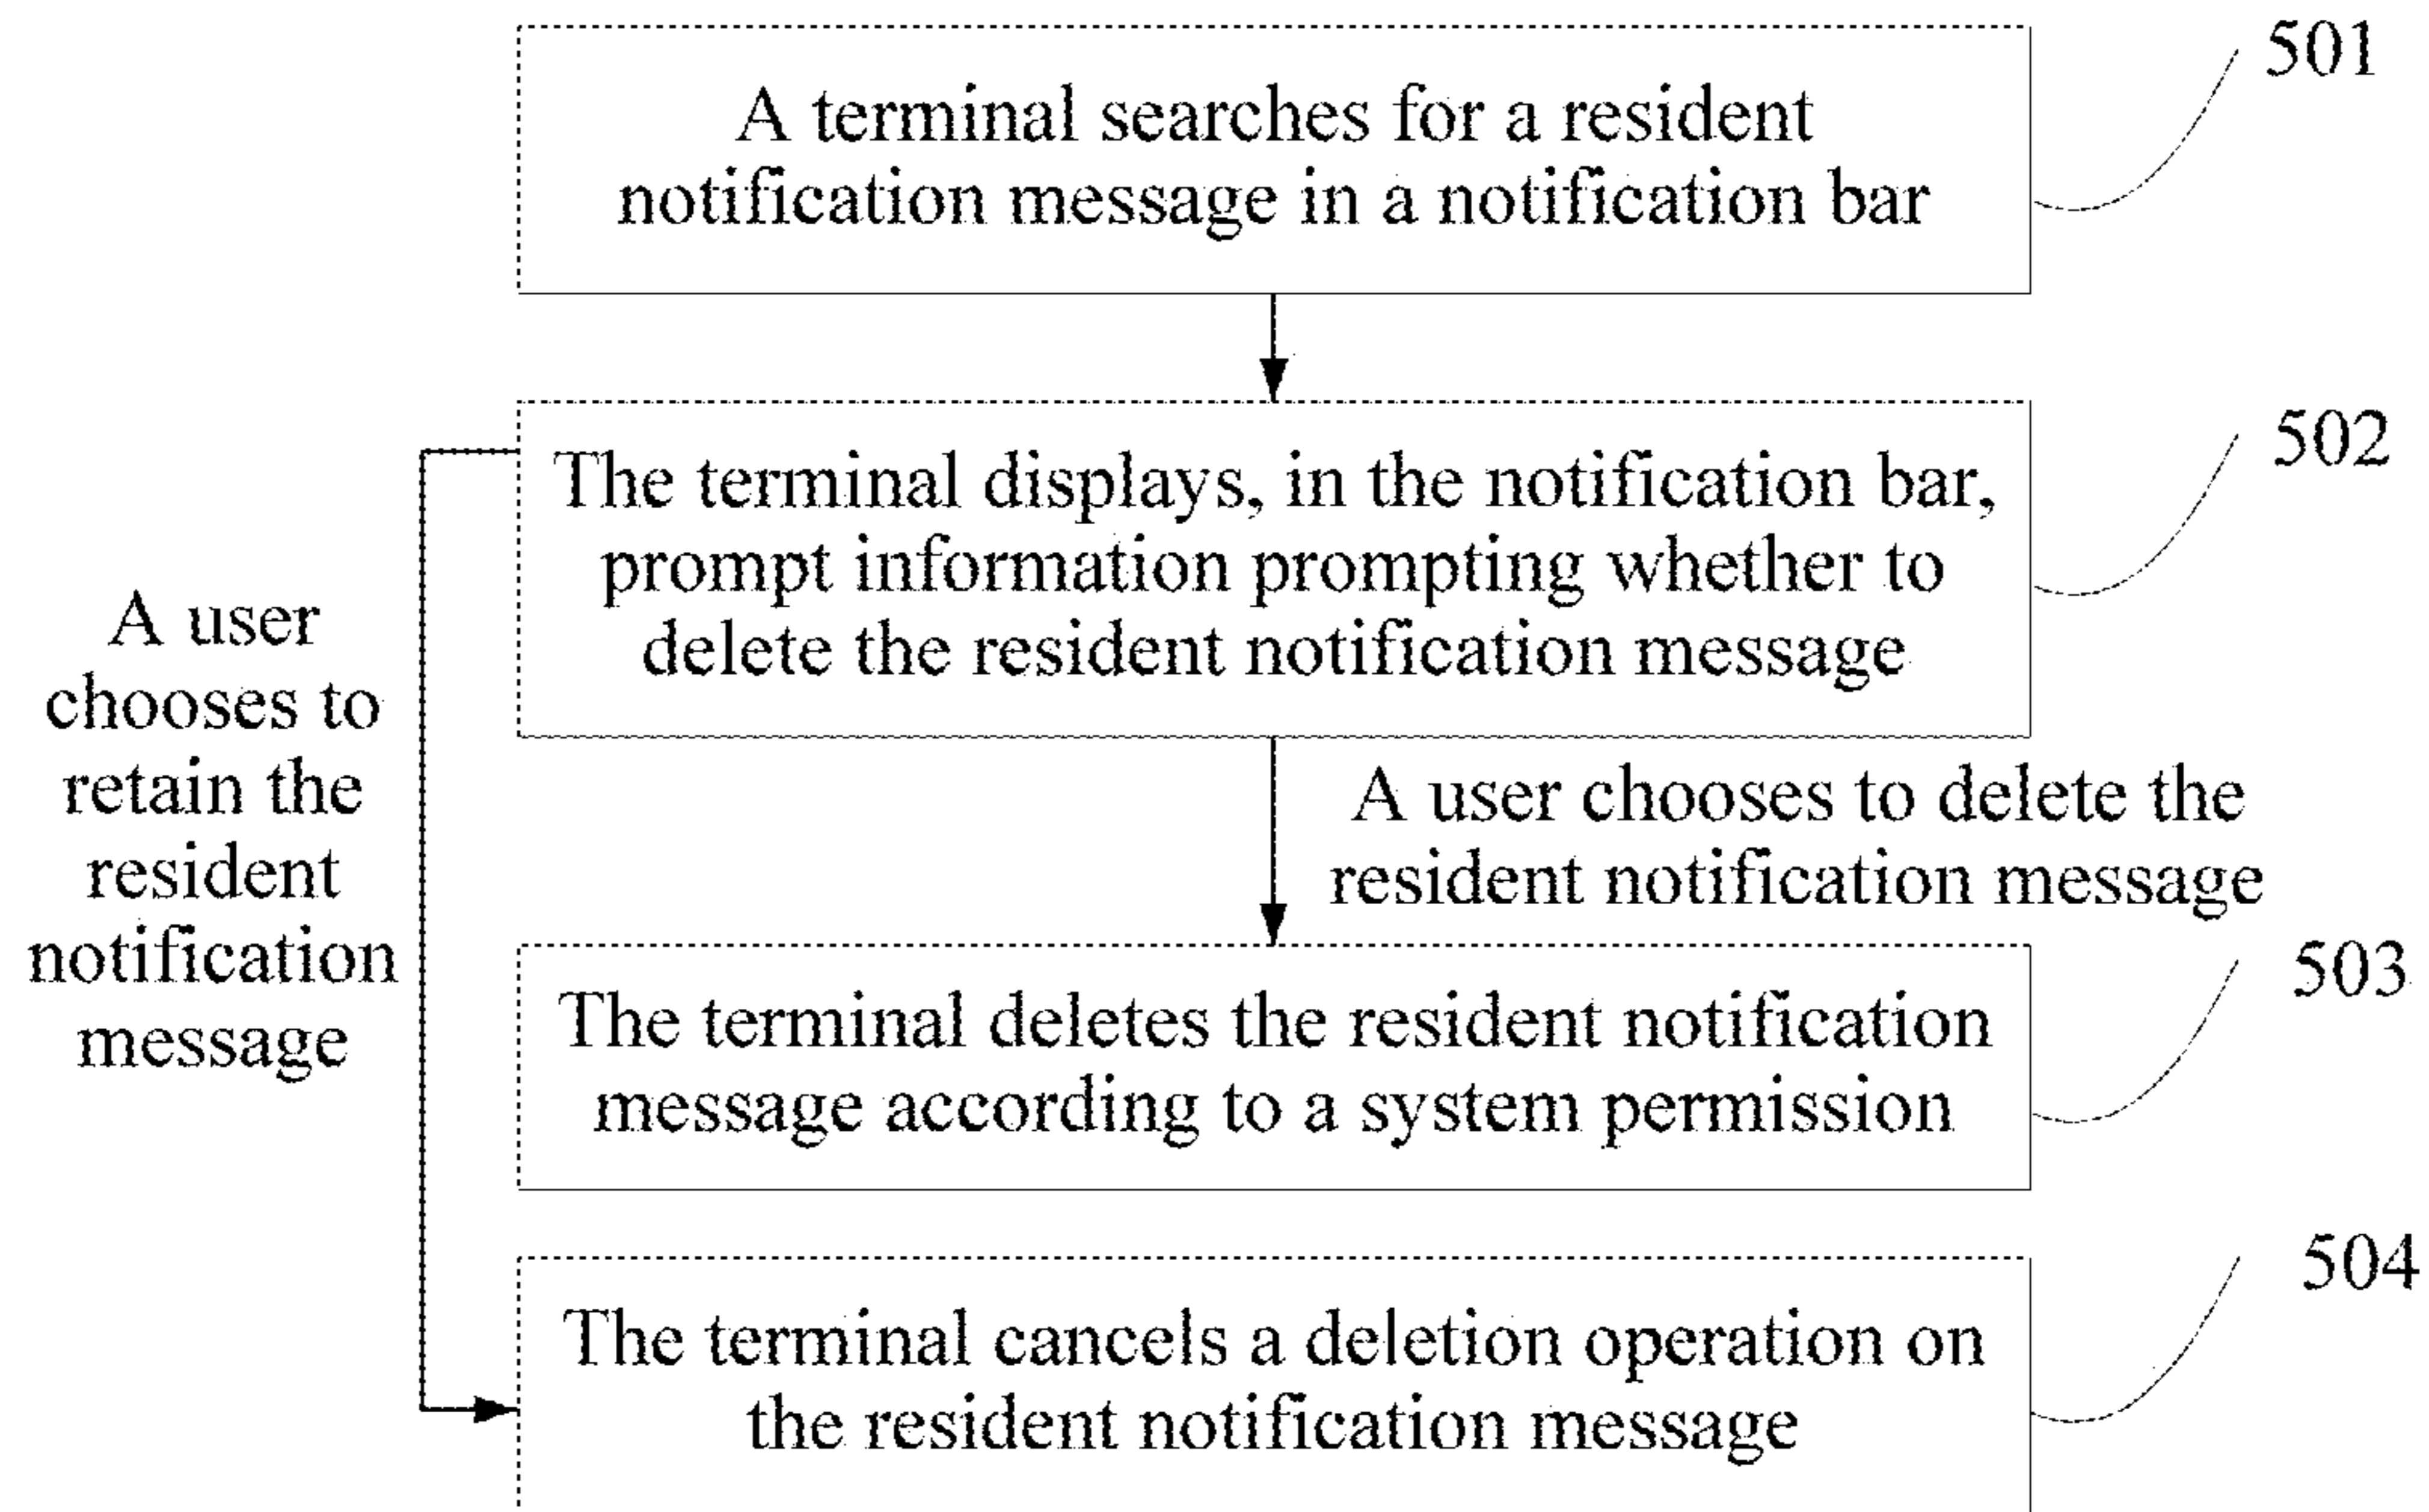 501
A terminal searches for a resident
notification message in a notification bar
502
The terminal displays, in the notification bar,
prompt information prompting whether to
delete the resident notification message
A user
chooses to
retain the
resident
notification
message
A user chooses to delete the
resident notification message
503
The terminal deletes the resident notification
message according to a system permission
504
The terminal cancels a deletion operation on
the resident notification message